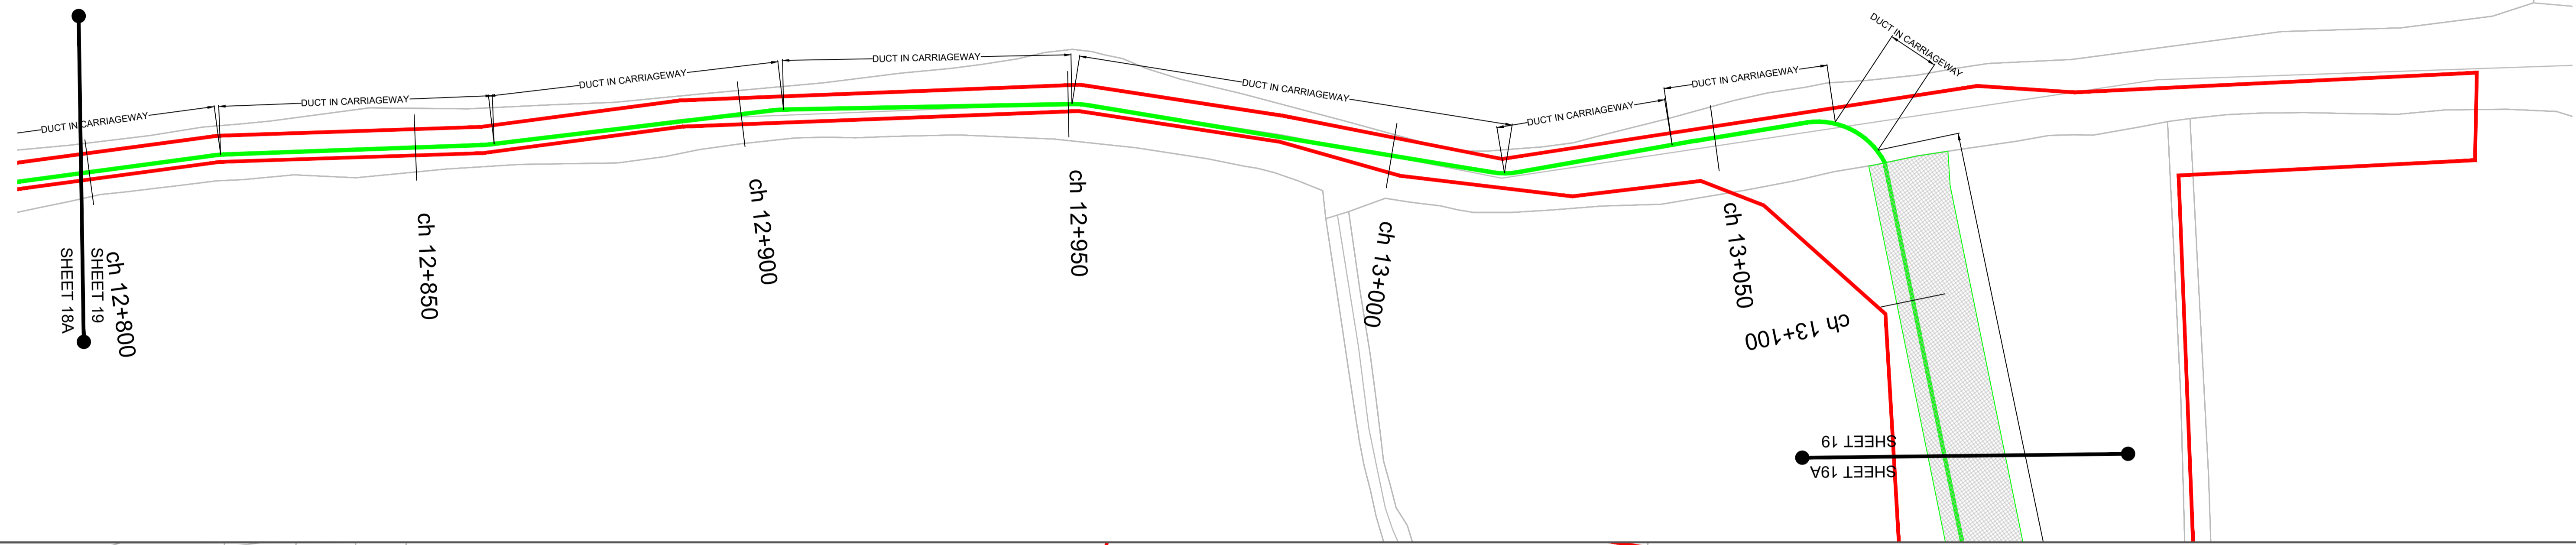 DUCT IN CARRIAGEWAY
DUCT IN CARRIAGEWAY
DUCT IN CARRIAGEWAY
DUCT IN CARRIAGEWAY
DUCT IN CARRIAGEWAY
DUCT IN CARRIAGEWAY
DUCT IN CARRIAGEWAY
DUCT IN CARRIAGEWAY
SHEET 18A
SHEET 19
ch 12+800
ch 12+850
ch 12+900
ch 12+950
ch 13+000
ch 13+050
ch 13+100
SHEET 19
SHEET 19A